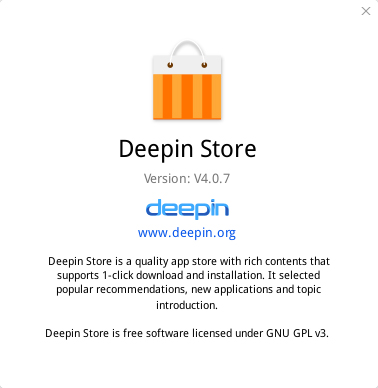 Deepin Store
Version: V4.0.7
deepin
www.deepin.org
Deepin Store is a quality app store with rich contents that
supports 1-click download and installation. It selected
popular recommendations, new applications and topic
introduction.
Deepin Store is free software licensed under GNU GPL v3.